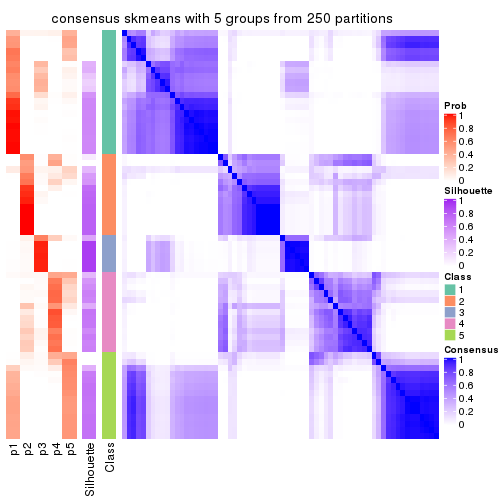 consensus skmeans with 5 groups from 250 partitions
Prob
1
0.8
0.6
0.4
0.2
0
Silhouette
1
0.8
0.6
0.4
0.2
0
Class
1
2
3
4
5
Consensus
1
0.8
0.6
0.4
0.2
0
p1
p2
p3
p4
p5
Silhouette
Class